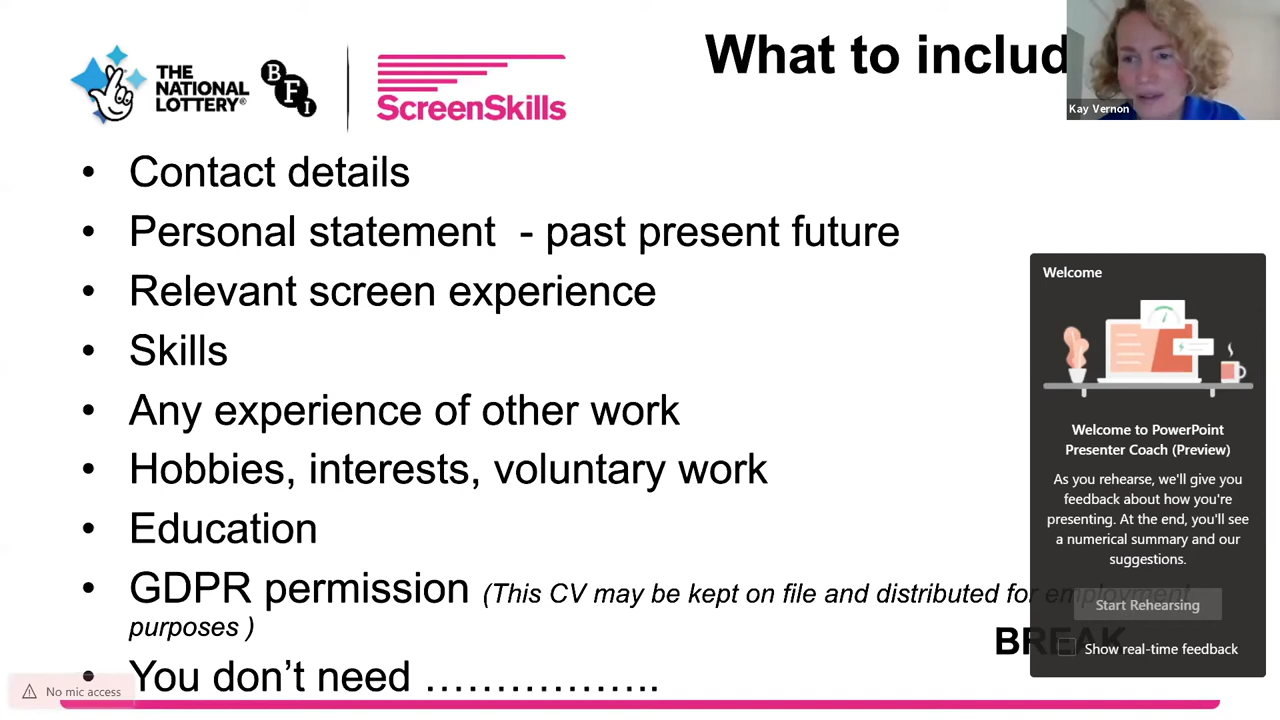 THE
NATIONAL
LOTTERY®
BFI
ScreenSkills
What to includ
Kay Vernon
• Contact details
• Personal statement - past present future
• Relevant screen experience
• Skills
• Any experience of other work
• Hobbies, interests, voluntary work
• Education
• GDPR permission (This CV may be kept on file and distributed for employment
purposes )
BREAK
• You don’t need ………………..
No mic access
Welcome
Welcome to PowerPoint
Presenter Coach (Preview)
As you rehearse, we'll give you
feedback about how you're
presenting. At the end, you'll see
a numerical summary and our
suggestions.
Start Rehearsing
Show real-time feedback